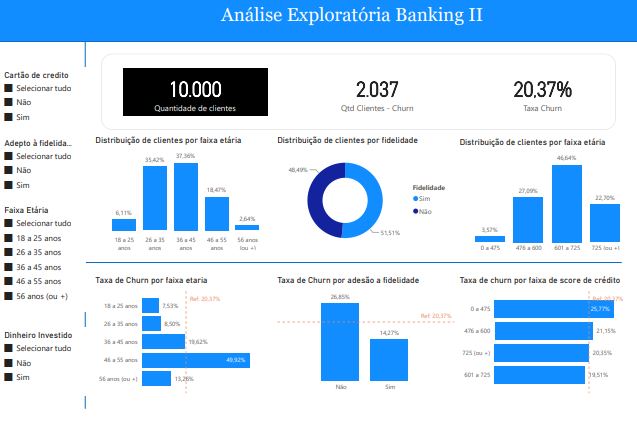 Análise Exploratória Banking II
Cartão de credito
Selecionar tudo
Não
Sim
Adepto à fidelida...
Selecionar tudo
Não
Sim
Faixa Etária
Selecionar tudo
18 a 25 anos
26 a 35 anos
36 a 45 anos
46 a 55 anos
56 anos (ou +)
Dinheiro Investido
Selecionar tudo
Não
Sim
10.000
Quantidade de clientes
2.037
Qtd Clientes - Churn
20,37%
Taxa Churn
Distribuição de clientes por faixa etária
6,11%
35,42%
37,36%
18,47%
2,64%
18 a 25
anos
26 a 35
anos
36 a 45
anos
46 a 55
anos
56 anos
(ou +)
Distribuição de clientes por fidelidade
48,49%
51,51%
Fidelidade
Sim
Não
Distribuição de clientes por faixa etária
3,57%
27,09%
46,64%
22,70%
0 a 475
476 a 600
601 a 725
725 (ou +)
Taxa de Churn por faixa etaria
Ref: 20,37%
18 a 25 anos 7,53%
26 a 35 anos 8,50%
36 a 45 anos 19,62%
46 a 55 anos 49,92%
56 anos (ou +) 13,26%
Taxa de Churn por adesão a fidelidade
26,85%
Ref: 20,37%
14,27%
Não
Sim
Taxa de churn por faixa de score de crédito
Ref: 20,37%
0 a 475 25,77%
476 a 600 21,15%
725 (ou +) 20,35%
601 a 725 19,51%